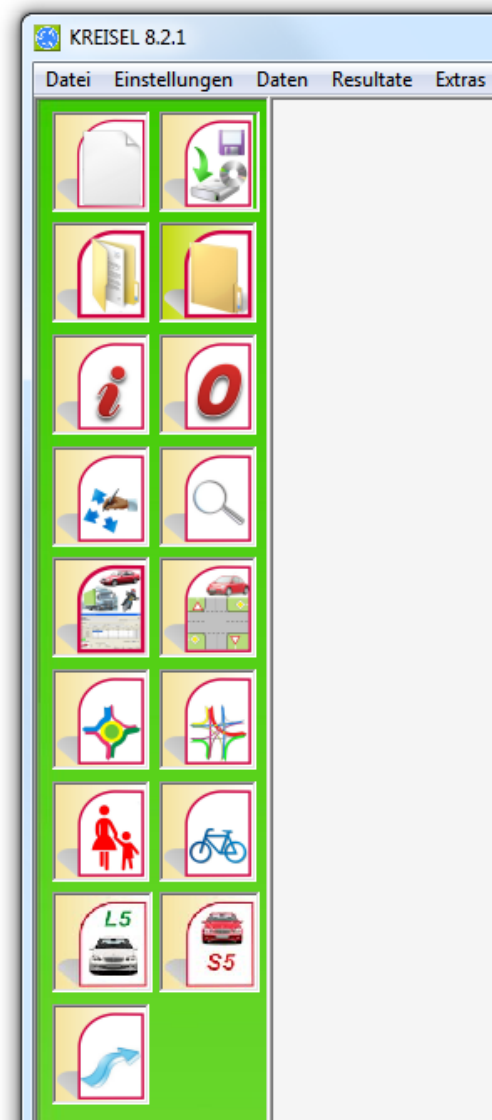 KREISEL 8.2.1
Datei Einstellungen Daten Resultate Extras
i O
L5
S5